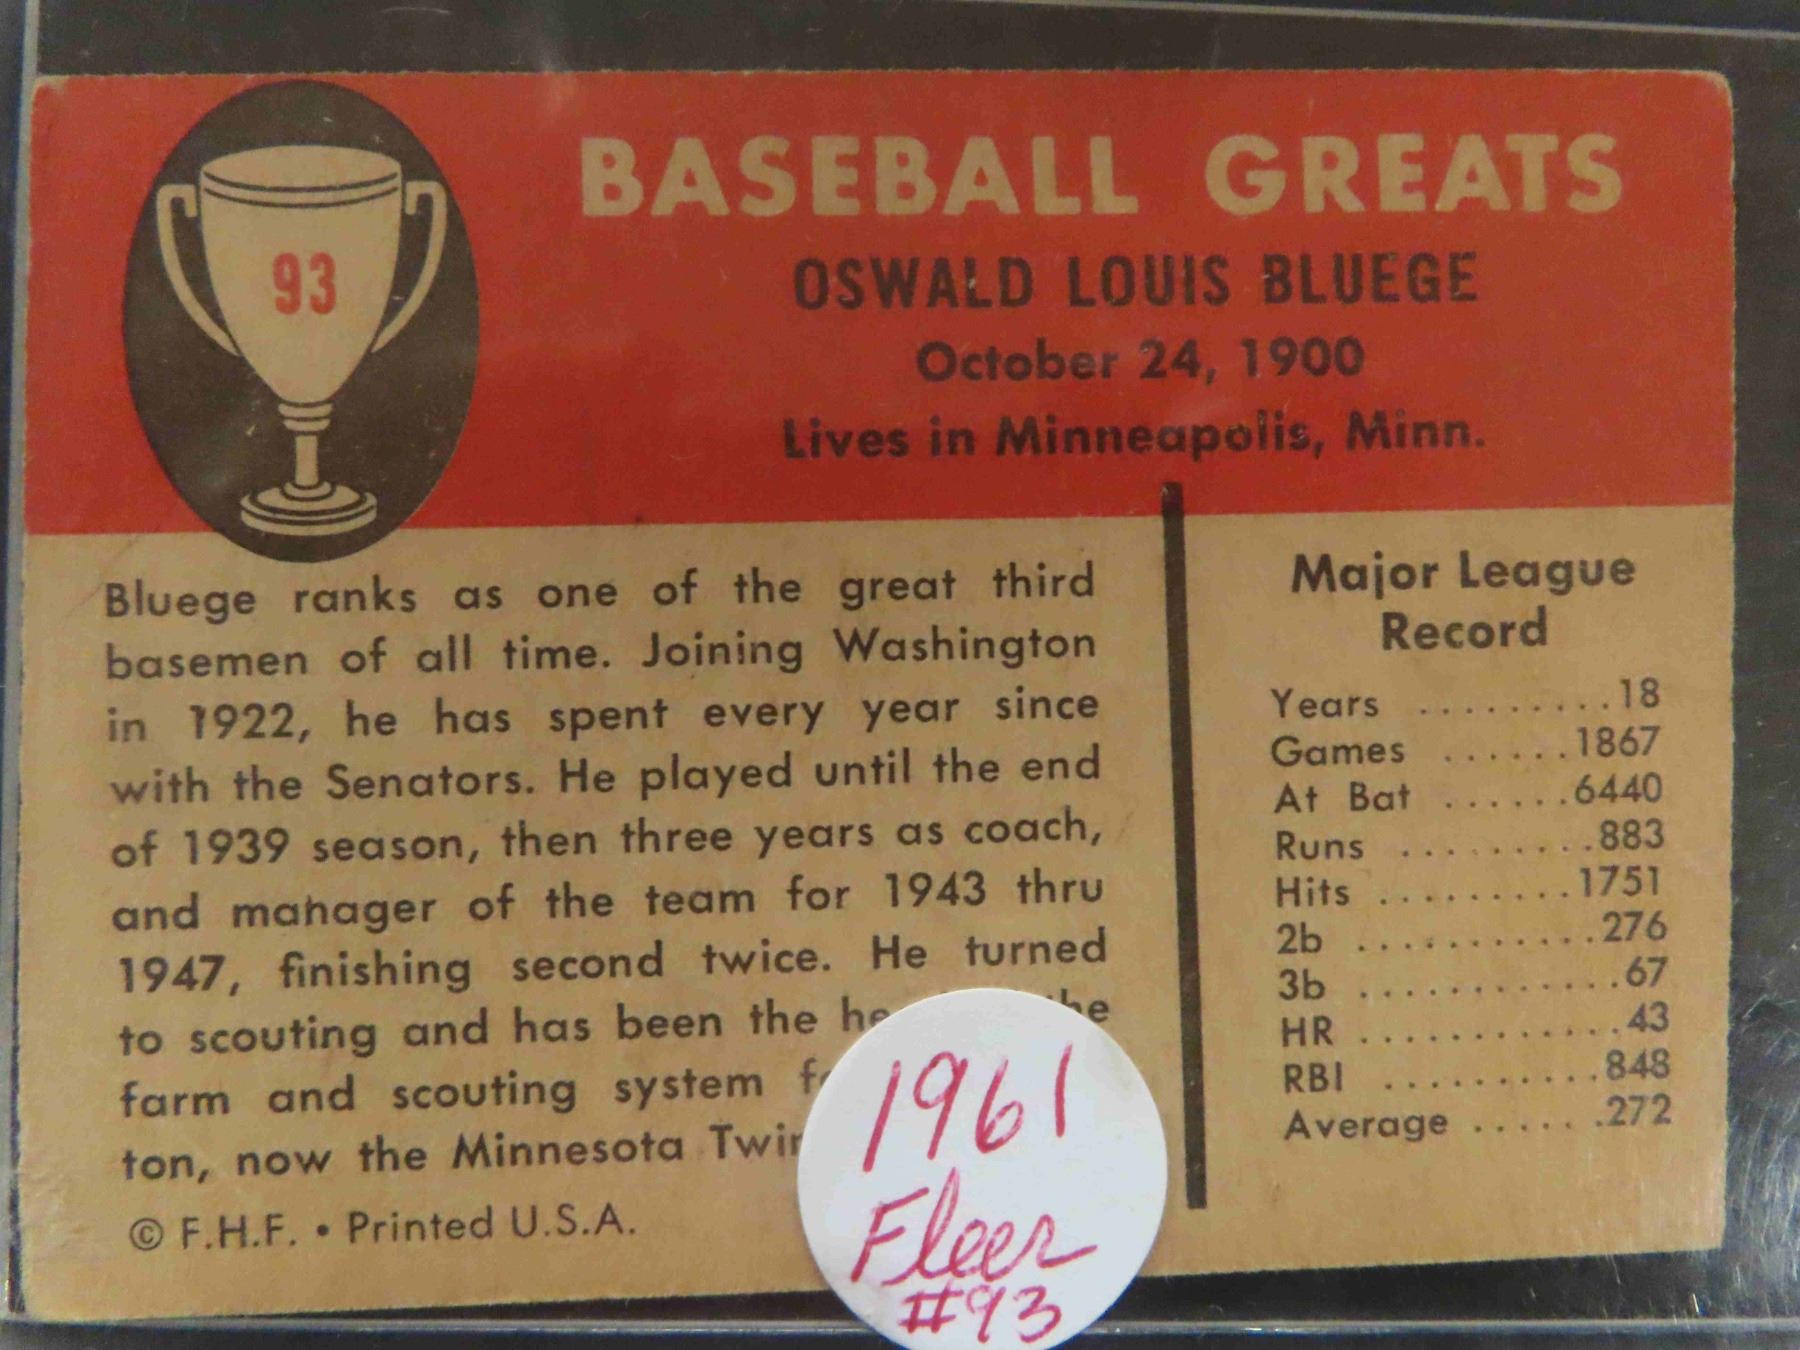 93
BASEBALL GREATS
OSWALD LOUIS BLUEGE
October 24, 1900
Lives in Minneapolis, Minn.
Bluege ranks as one of the great third
basemen of all time. Joining Washington
in 1922, he has spent every year since
with the Senators. He played until the end
of 1939 season, then three years as coach,
and manager of the team for 1943 thru
1947, finishing second twice. He turned
to scouting and has been the
farm and scouting system
ton, now the Minnesota
© F.H.F. • Printed U.S.A.
Major League
Record
Years .........18
Games ......1867
At Bat ......6440
Runs .........883
Hits .........1751
2b ...........276
3b ............67
HR ............43
RBI ..........848
Average ......272
1961
Fleer
#93